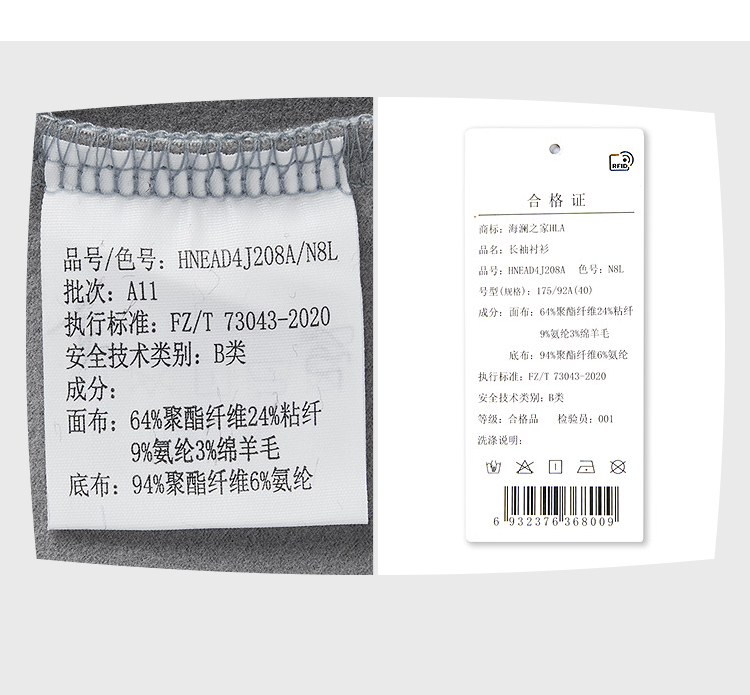 品号/色号：HNEAD4J208A/N8L
批次：A11
执行标准：FZ/T 73043-2020
安全技术类别：B类
成分：
面布：64%聚酯纤维24%粘纤
9%氨纶3%绵羊毛
底布：94%聚酯纤维6%氨纶
RFID
合格证
商标：海澜之家HLA
品名：长袖衬衫
品号：HNEAD4J208A 色号：N8L
号型(规格)：175/92A(40)
成分：面布：64%聚酯纤维24%粘纤
9%氨纶3%绵羊毛
底布：94%聚酯纤维6%氨纶
执行标准：FZ/T 73043-2020
安全技术类别：B类
等级：合格品 检验员：001
洗涤说明：
6 932376 368009